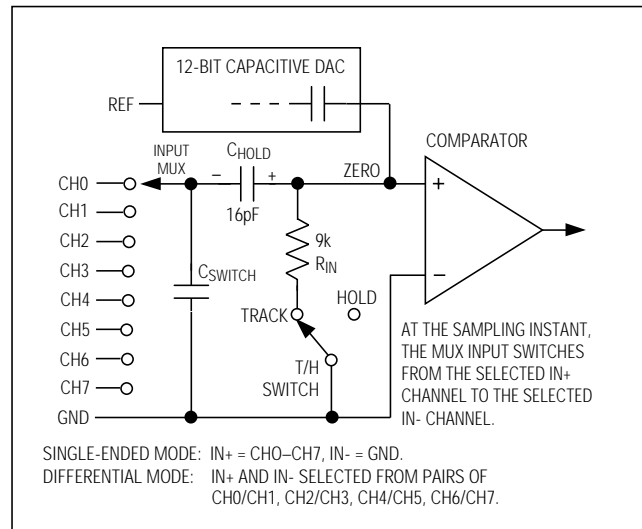 12-BIT CAPACITIVE DAC
REF
COMPARATOR
INPUT
MUX
– CHOLD +
16pF
ZERO
+
–
CH0
CH1
CH2
CH3
CH4
CH5
CH6
CH7
GND
CSWITCH
9k
RIN
TRACK
HOLD
T/H
SWITCH
AT THE SAMPLING INSTANT,
THE MUX INPUT SWITCHES
FROM THE SELECTED IN+
CHANNEL TO THE SELECTED
IN- CHANNEL.
SINGLE-ENDED MODE: IN+ = CHO–CH7, IN- = GND.
DIFFERENTIAL MODE: IN+ AND IN- SELECTED FROM PAIRS OF
CH0/CH1, CH2/CH3, CH4/CH5, CH6/CH7.